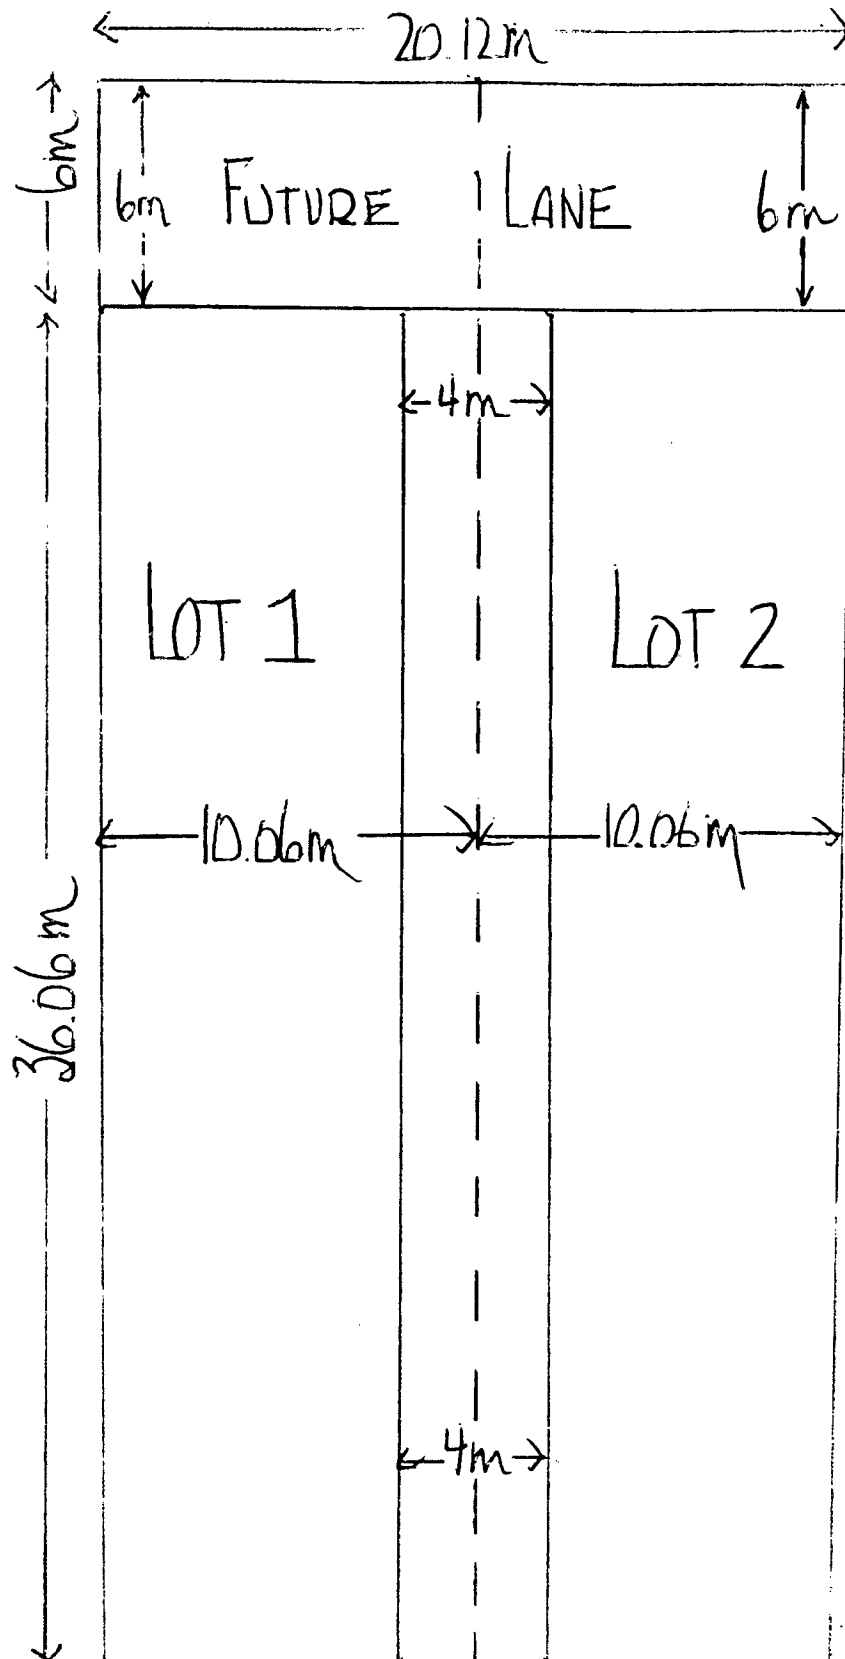 20.12m
6m
6m FUTURE LANE 6m
4m
LOT 1 LOT 2
10.06m 10.06m
36.06m
4m